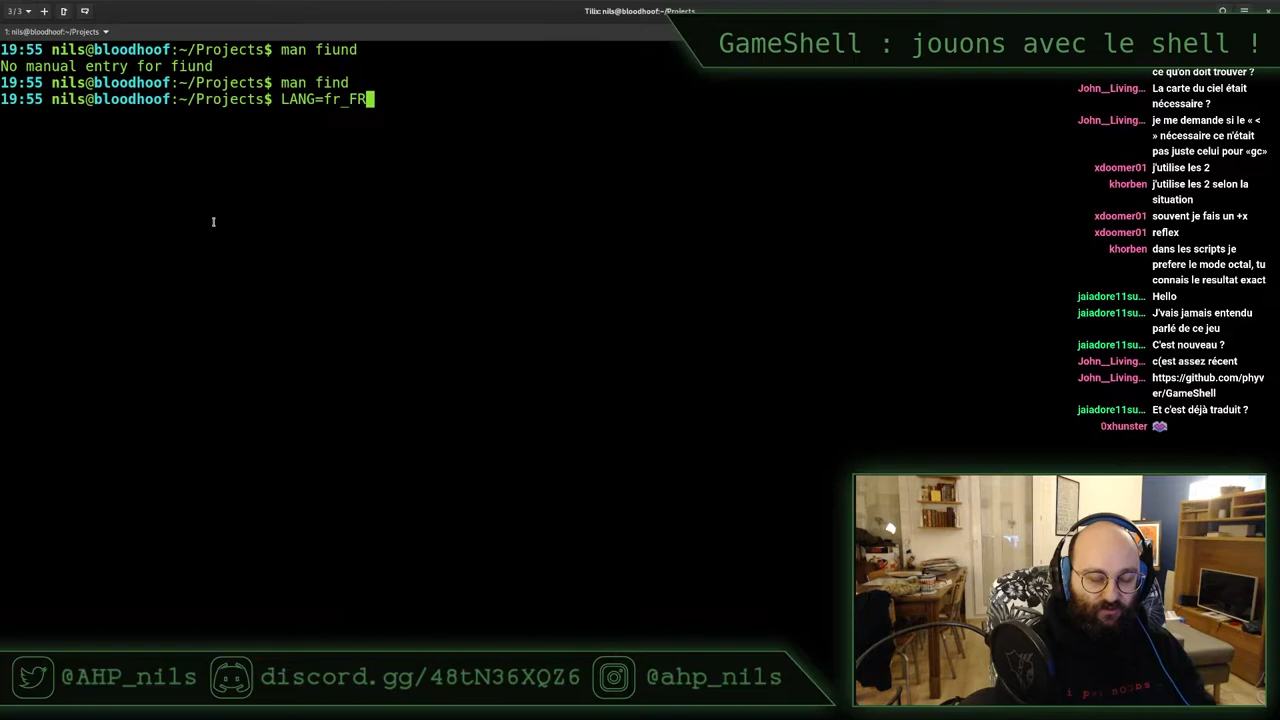 3 / 3
Tilix: nils@bloodhoof:~/Projects
1: nils@bloodhoof:~/Projects
19:55 nils@bloodhoof:~/Projects$ man fiund
No manual entry for fiund
19:55 nils@bloodhoof:~/Projects$ man find
19:55 nils@bloodhoof:~/Projects$ LANG=fr_FR
GameShell : jouons avec le shell !
ce qu'on doit trouver ?
John__Living... La carte du ciel était
nécessaire ?
John__Living... je me demande si le « <
» nécessaire ce n'était
pas juste celui pour «gc»
xdoomer01 j'utilise les 2
khorben j'utilise les 2 selon la
situation
xdoomer01 souvent je fais un +x
xdoomer01 reflex
khorben dans les scripts je
prefere le mode octal, tu
connais le resultat exact
jaiadore11su... Hello
jaiadore11su... J'vais jamais entendu
parlé de ce jeu
jaiadore11su... C'est nouveau ?
John__Living... c(est assez récent
John__Living... https://github.com/phyv
er/GameShell
jaiadore11su... Et c'est déjà traduit ?
0xhunster
@AHP_nils
discord.gg/48tN36XQZ6
@ahp_nils